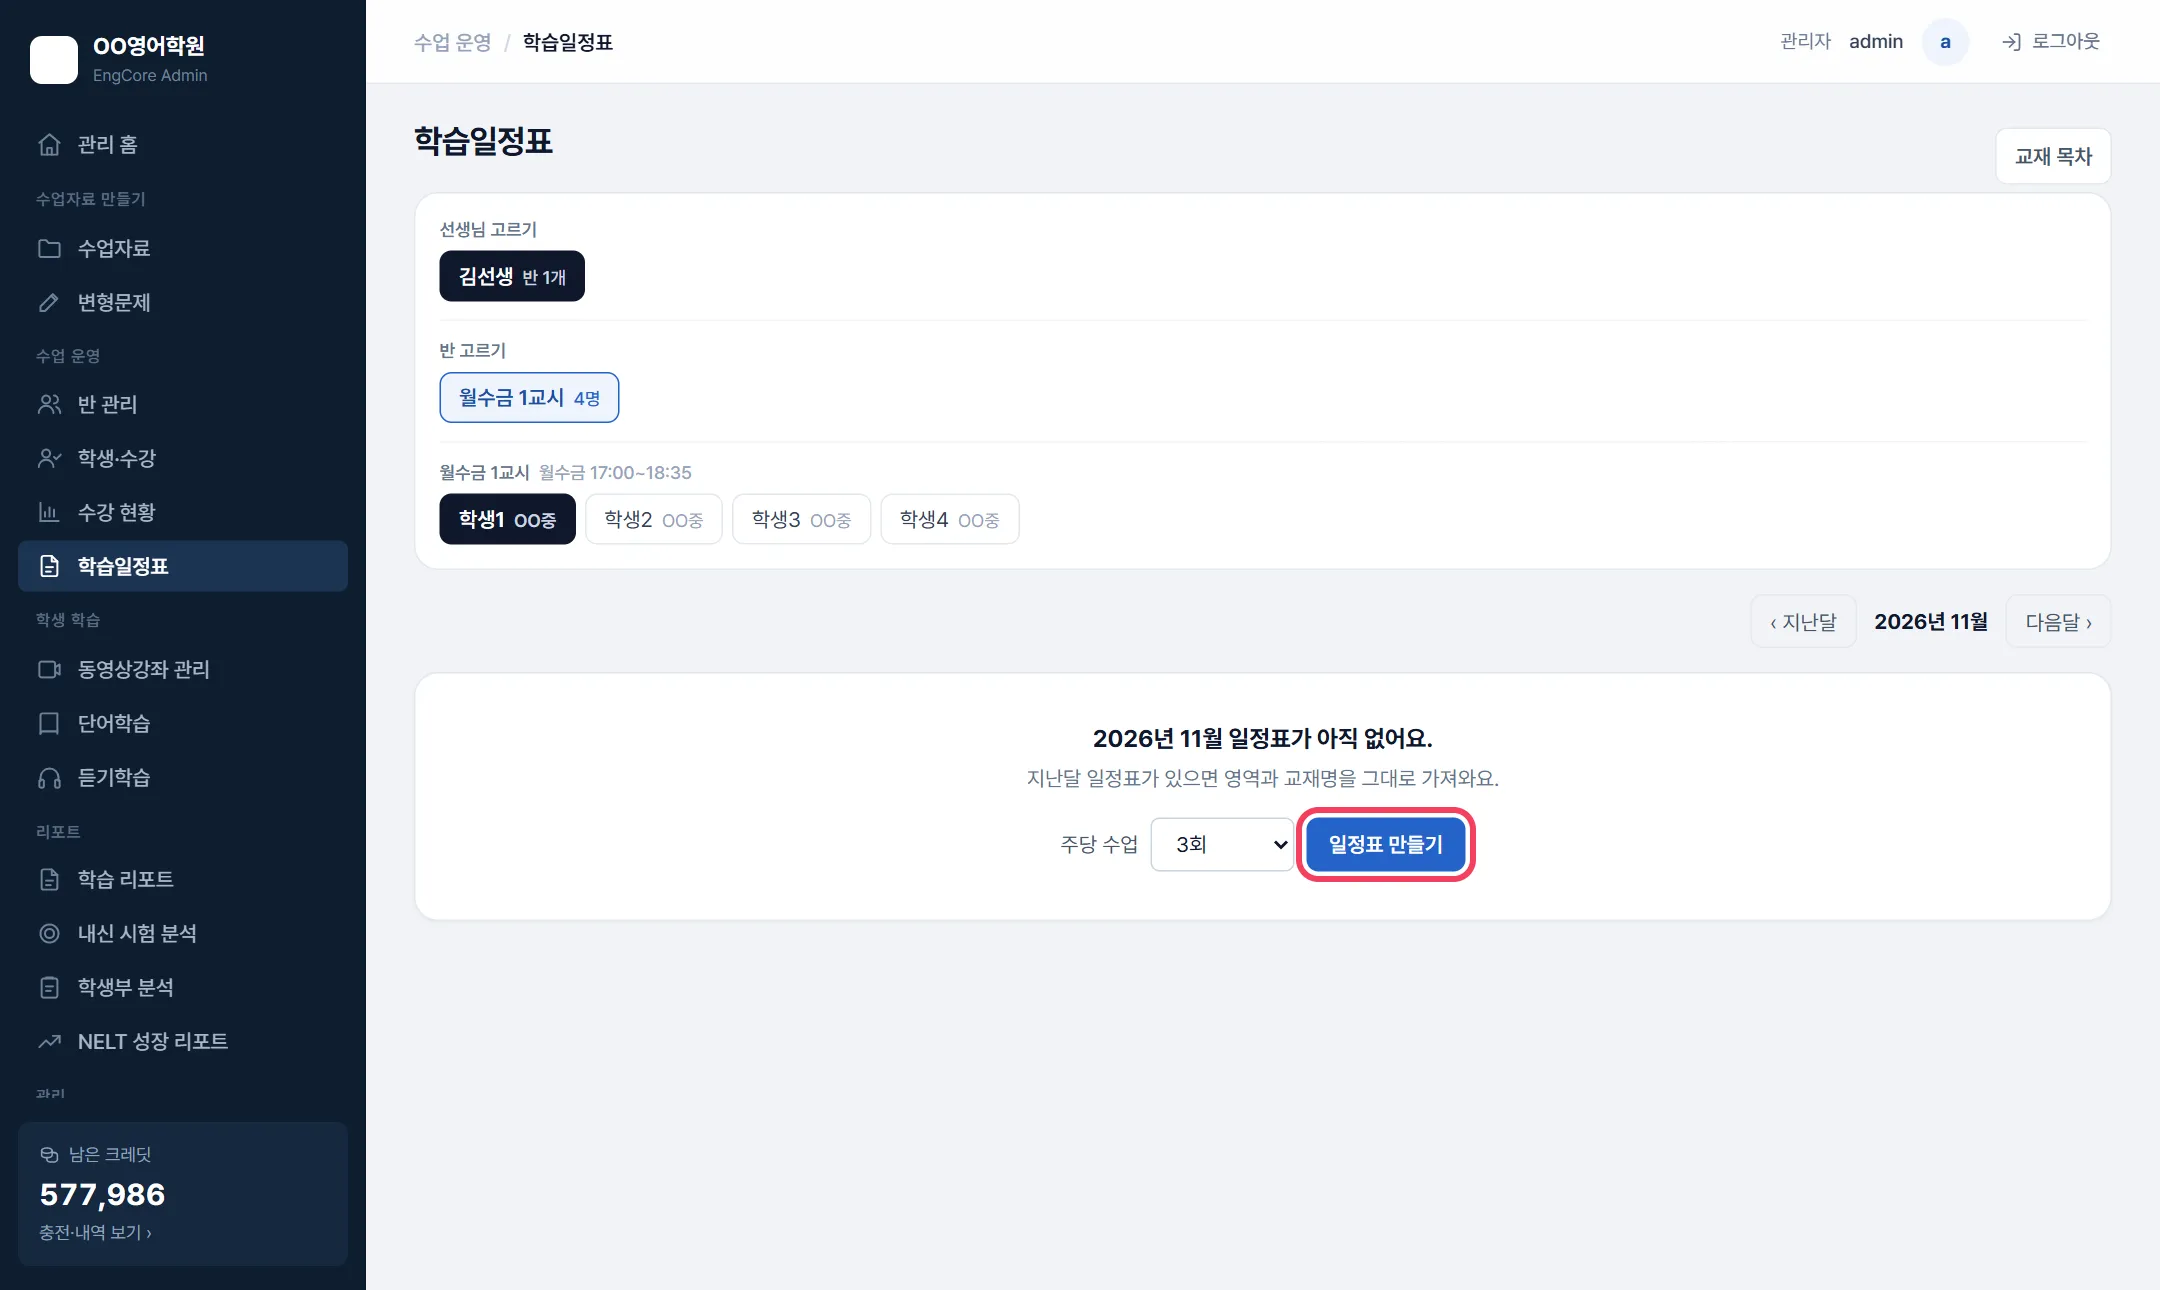 OO영어학원
EngCore Admin
관리 홈
수업자료 만들기
수업자료
변형문제
수업 운영
반 관리
학생·수강
수강 현황
학습일정표
학생 학습
동영상강좌 관리
단어학습
듣기학습
리포트
학습 리포트
내신 시험 분석
학생부 분석
NELT 성장 리포트
관리
남은 크레딧
577,986
충전·내역 보기 ›
수업 운영 / 학습일정표
관리자 admin a 로그아웃
학습일정표
교재 목차
선생님 고르기
김선생 반 1개
반 고르기
월수금 1교시 4명
월수금 1교시 월수금 17:00~18:35
학생1 OO중 학생2 OO중 학생3 OO중 학생4 OO중
‹ 지난달 2026년 11월 다음달 ›
2026년 11월 일정표가 아직 없어요.
지난달 일정표가 있으면 영역과 교재명을 그대로 가져와요.
주당 수업 3회 일정표 만들기